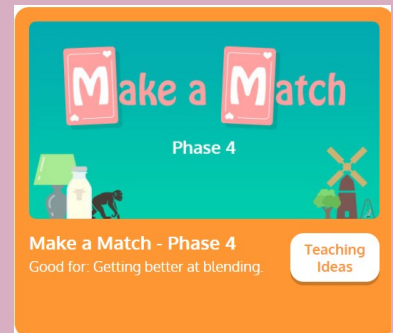 Make a Match
Phase 4
Make a Match - Phase 4
Good for: Getting better at blending.
Teaching
Ideas